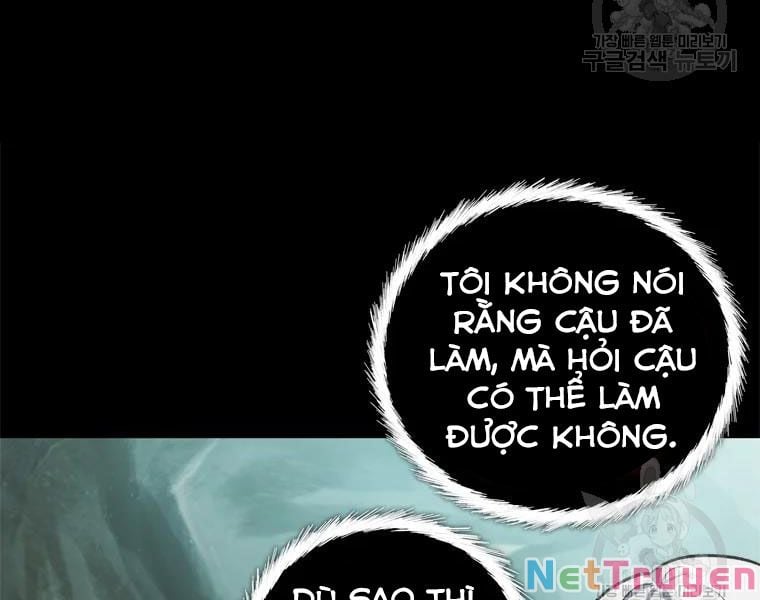 가장 빠른 웹툰 미리보기
구글검색 뉴토끼
TÔI KHÔNG NÓI
RẰNG CẬU ĐÃ
LÀM, MÀ HỎI CẬU
CÓ THỂ LÀM
ĐƯỢC KHÔNG.
DÙ SAO THÌ
NetTruyen